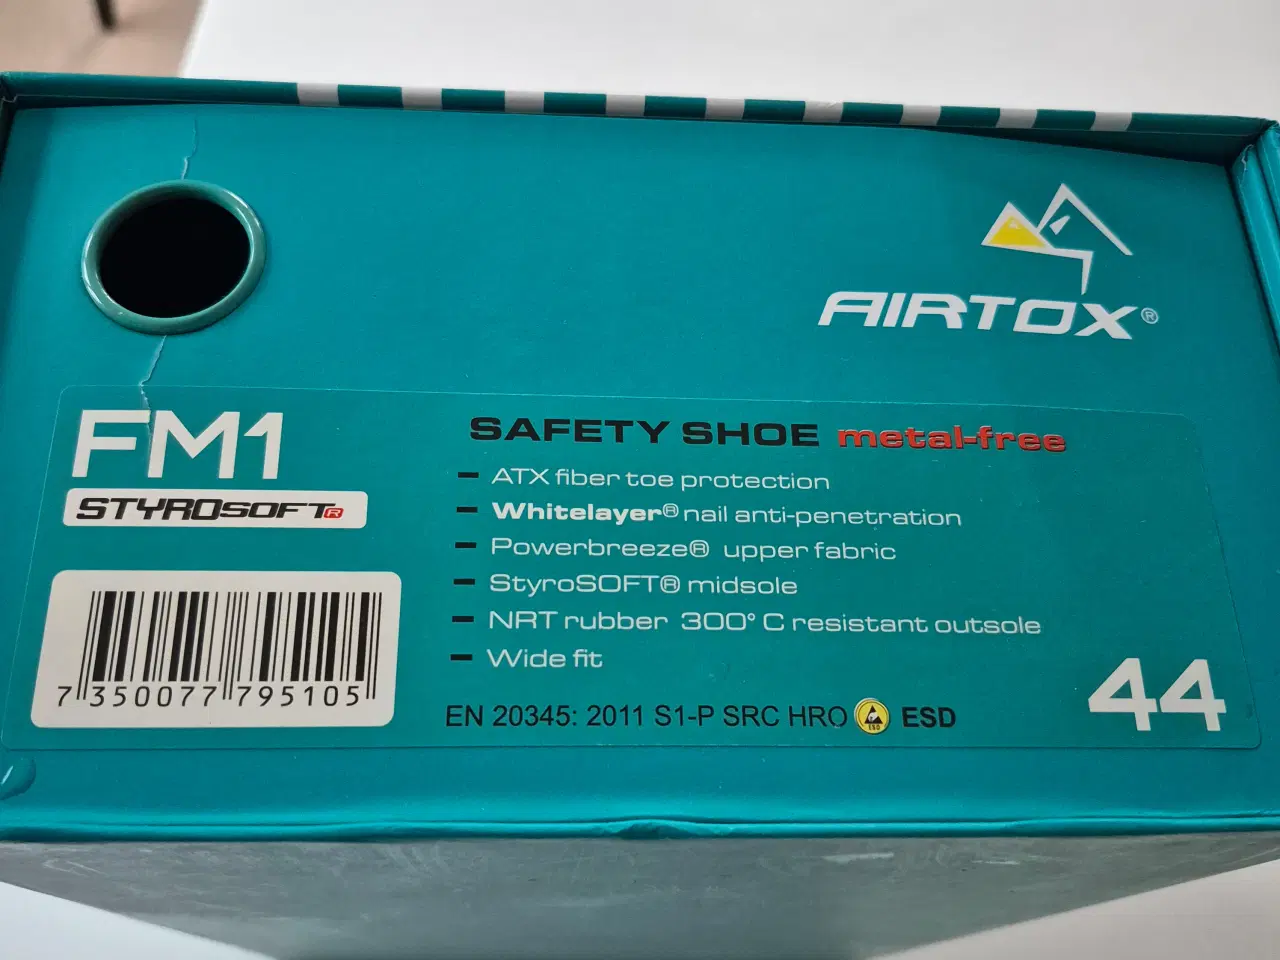 AIRTOX®
FM1
STYROSOFT R
SAFETY SHOE metal-free
- ATX fiber toe protection
- Whitelayer® nail anti-penetration
- Powerbreeze® upper fabric
- StyroSOFT® midsole
- NRT rubber 300° C resistant outsole
- Wide fit
7 350077 795105
EN 20345: 2011 S1-P SRC HRO ESD ESD
44